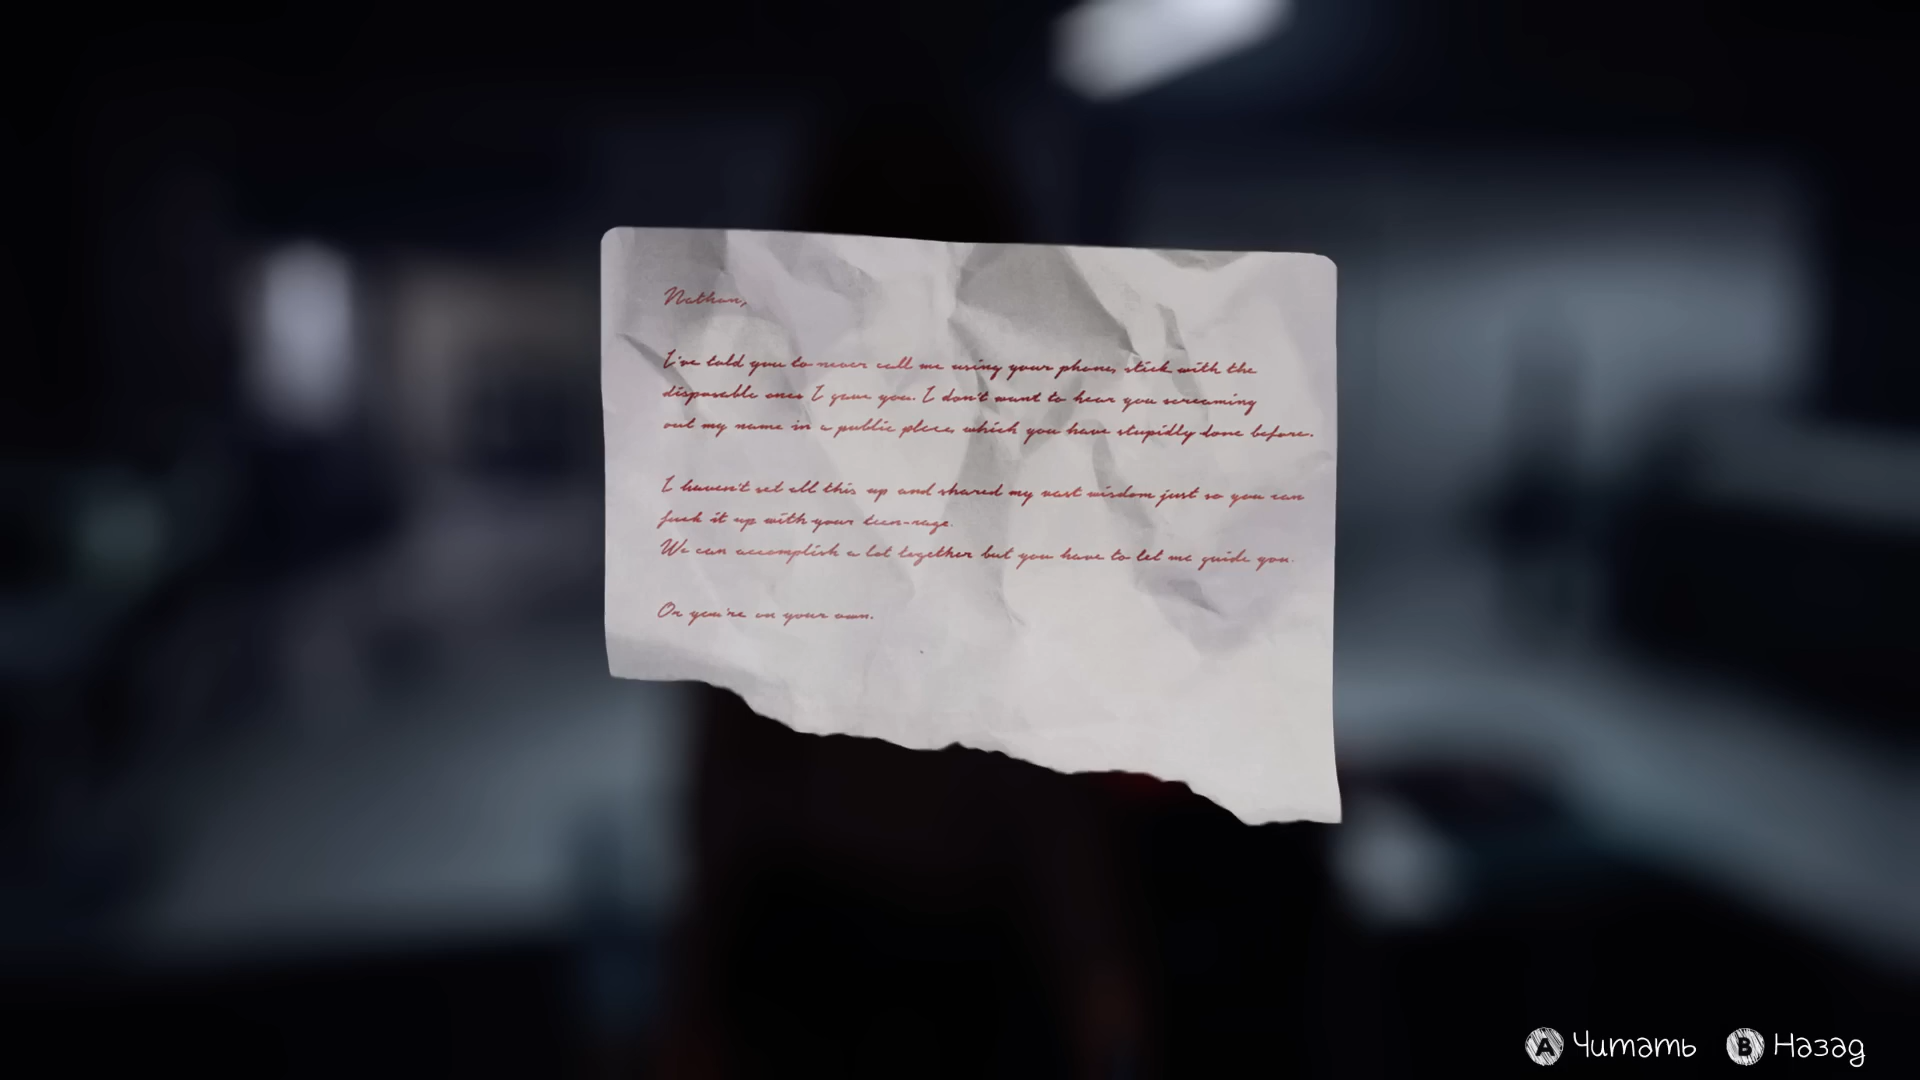 Nathan,
I've told you to never call me using your phone, stick with the
disposable ones I gave you. I don't want to hear you screaming
out my name in a public place, which you have stupidly done before.
I haven't set all this up and shared my vast wisdom just so you can
fuck it up with your teen-rage.
We can accomplish a lot together but you have to let me guide you.
Or you're on your own.
A Читать B Назад